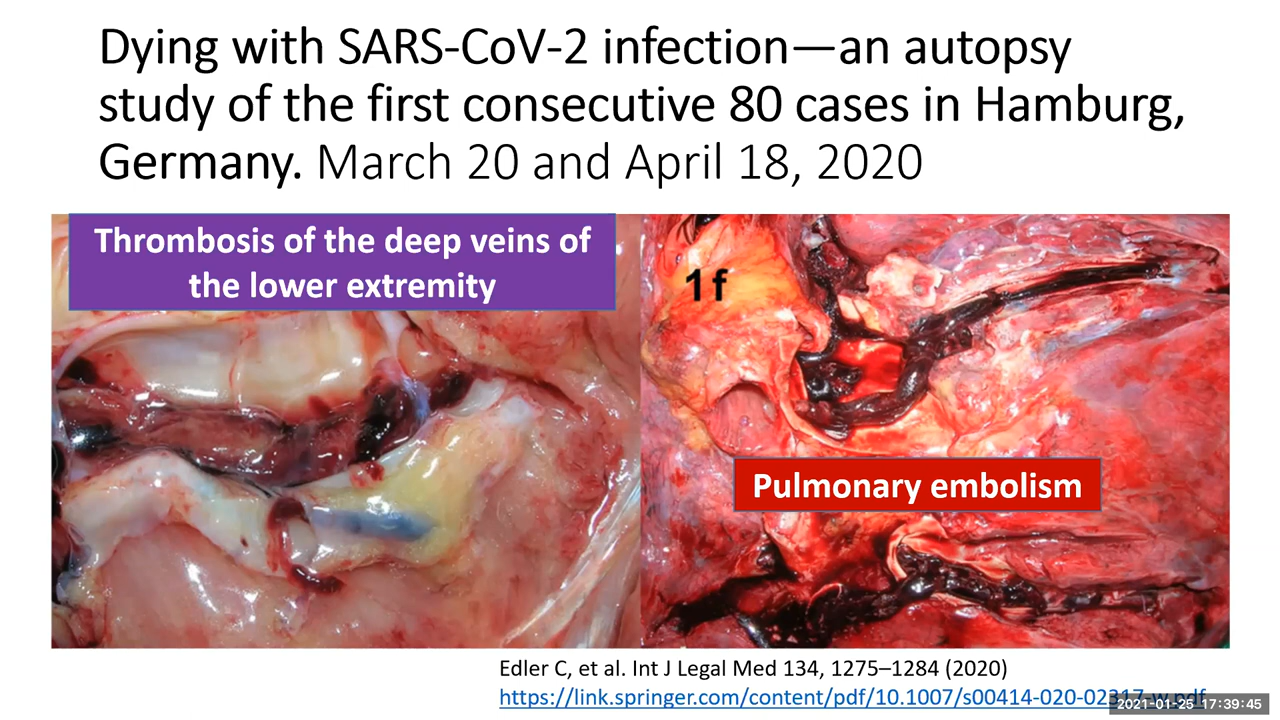 Dying with SARS-CoV-2 infection—an autopsy
study of the first consecutive 80 cases in Hamburg,
Germany. March 20 and April 18, 2020
Thrombosis of the deep veins of
the lower extremity
1f
Pulmonary embolism
Edler C, et al. Int J Legal Med 134, 1275–1284 (2020)
https://link.springer.com/content/pdf/10.1007/s00414-020-02317-w.pdf
2021-01-25 17:39:45